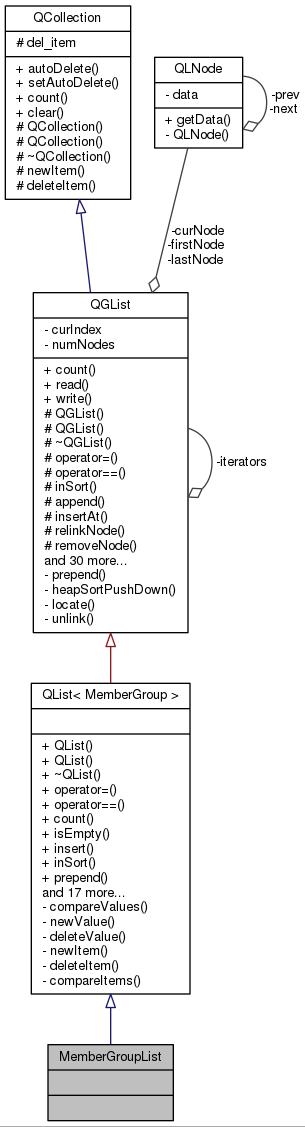 QCollection
# del_item
+ autoDelete()
+ setAutoDelete()
+ count()
+ clear()
# QCollection()
# QCollection()
# ~QCollection()
# newItem()
# deleteItem()
QLNode
- data
+ getData()
- QLNode()
-prev
-next
-curNode
-firstNode
-lastNode
QGList
- curIndex
- numNodes
+ count()
+ read()
+ write()
# QGList()
# QGList()
# ~QGList()
# operator=()
# operator==()
# inSort()
# append()
# insertAt()
# relinkNode()
# removeNode()
and 30 more...
- prepend()
- heapSortPushDown()
- locate()
- unlink()
-iterators
QList< MemberGroup >
+ QList()
+ QList()
+ ~QList()
+ operator=()
+ operator==()
+ count()
+ isEmpty()
+ insert()
+ inSort()
+ prepend()
and 17 more...
- compareValues()
- newValue()
- deleteValue()
- newItem()
- deleteItem()
- compareItems()
MemberGroupList